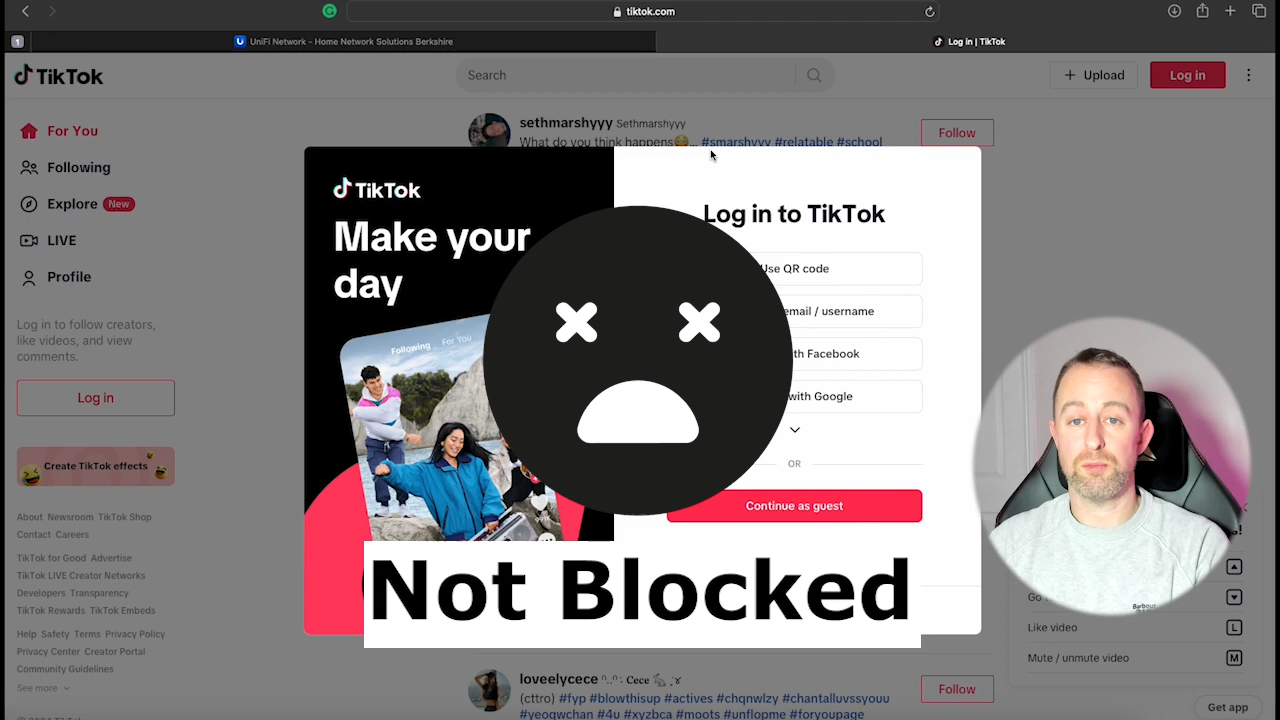 tiktok.com
1
UniFi Network - Home Network Solutions Berkshire
Log in | TikTok
TikTok
Search
Upload
Log in
sethmarshyyy Sethmarshyyy
What do you think happens😳... #smarshyyy #relatable #school
Follow
For You
Following
Explore New
LIVE
Profile
Log in to follow creators,
like videos, and view
comments.
Log in
Create TikTok effects
About Newsroom TikTok Shop
Contact Careers
TikTok for Good Advertise
TikTok LIVE Creator Networks
Developers Transparency
TikTok Rewards TikTok Embeds
Help Safety Terms Privacy Policy
Privacy Center Creator Portal
Community Guidelines
See more
TikTok
Make your
day
Following For You
Log in to TikTok
Use QR code
email / username
with Facebook
with Google
OR
Continue as guest
Not Blocked
Barbour
Like video L
Mute / unmute video M
Get app
loveelycece
(cttro) #fyp #blowthisup #actives #chqnwlzy #chantalluvssyouu
#yeogwchan #4u #xyzbca #moots #unflopme #foryoupage
Follow